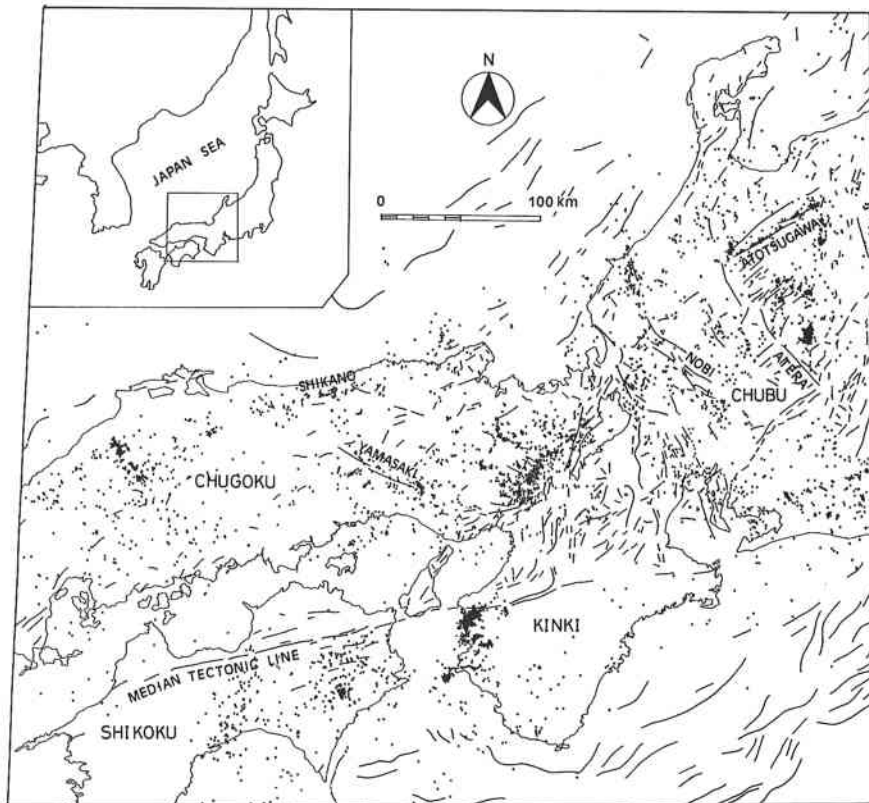 JAPAN SEA
N
0 100 km
ATOTSUGAWA
NOBI
ATERA
CHUBU
SHIKANO
YAMASAKI
CHUGOKU
KINKI
MEDIAN TECTONIC LINE
SHIKOKU